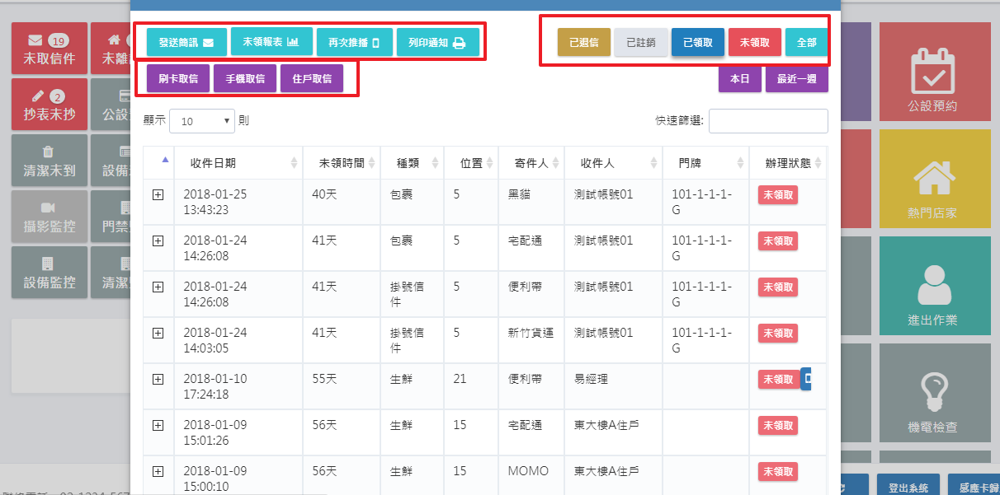 發送簡訊
未領報表
再次推播
列印通知
已退信
已註銷
已領取
未領取
全部
刷卡取信
手機取信
住戶取信
本日
最近一週
顯示 10 則
快速篩選:
收件日期 未領時間 種類 位置 寄件人 收件人 門牌 辦理狀態
2018-01-25 40天 包裹 5 黑貓 測試帳號01 101-1-1-1- 未領取
13:43:23 G
2018-01-24 41天 包裹 5 宅配通 測試帳號01 101-1-1-1- 未領取
14:26:08 G
2018-01-24 41天 掛號信 5 便利帶 測試帳號01 101-1-1-1- 未領取
14:26:08 件 G
2018-01-24 41天 掛號信 5 新竹貨運 測試帳號01 101-1-1-1- 未領取
14:03:05 件 G
2018-01-10 55天 生鮮 21 便利帶 易經理 未領取
17:24:18
2018-01-09 56天 生鮮 15 宅配通 東大樓A住戶 未領取
15:01:26
2018-01-09 56天 生鮮 15 MOMO 東大樓A住戶 未領取
15:00:10
19
未取信件
未離
2
抄表未抄
公設
清潔未到
設備
攝影監控
門禁
設備監控
清潔
公設預約
熱門店家
進出作業
機電檢查
登出系統
感應卡歸